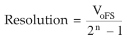 Resolution = V_oFS / (2^n − 1)